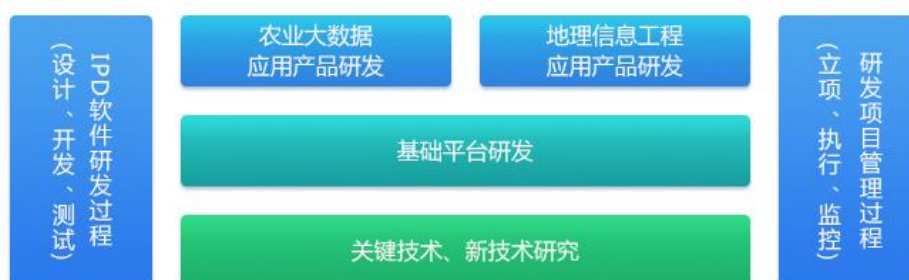 IPD软件研发过程
(设计、开发、测试)
农业大数据
应用产品研发
地理信息工程
应用产品研发
基础平台研发
关键技术、新技术研究
研发项目管理过程
(立项、执行、监控)